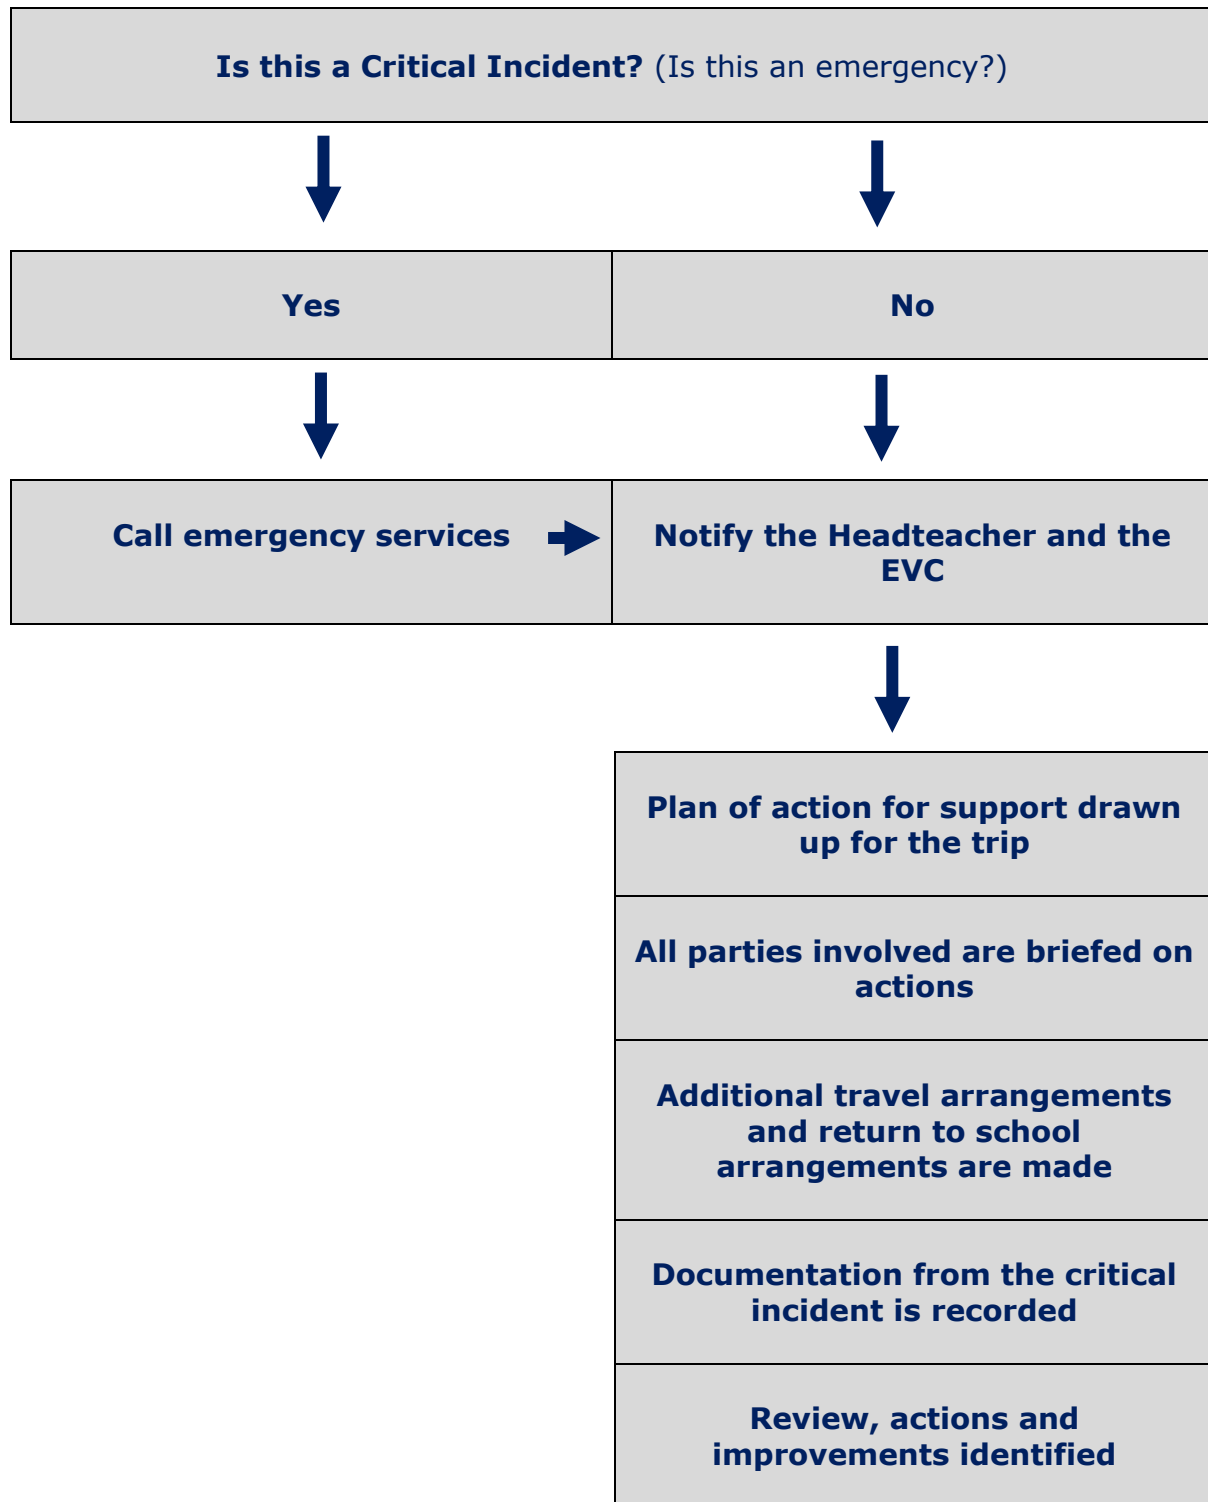 Is this a Critical Incident? (Is this an emergency?)
Yes
No
Call emergency services
Notify the Headteacher and the
EVC
Plan of action for support drawn
up for the trip
All parties involved are briefed on
actions
Additional travel arrangements
and return to school
arrangements are made
Documentation from the critical
incident is recorded
Review, actions and
improvements identified